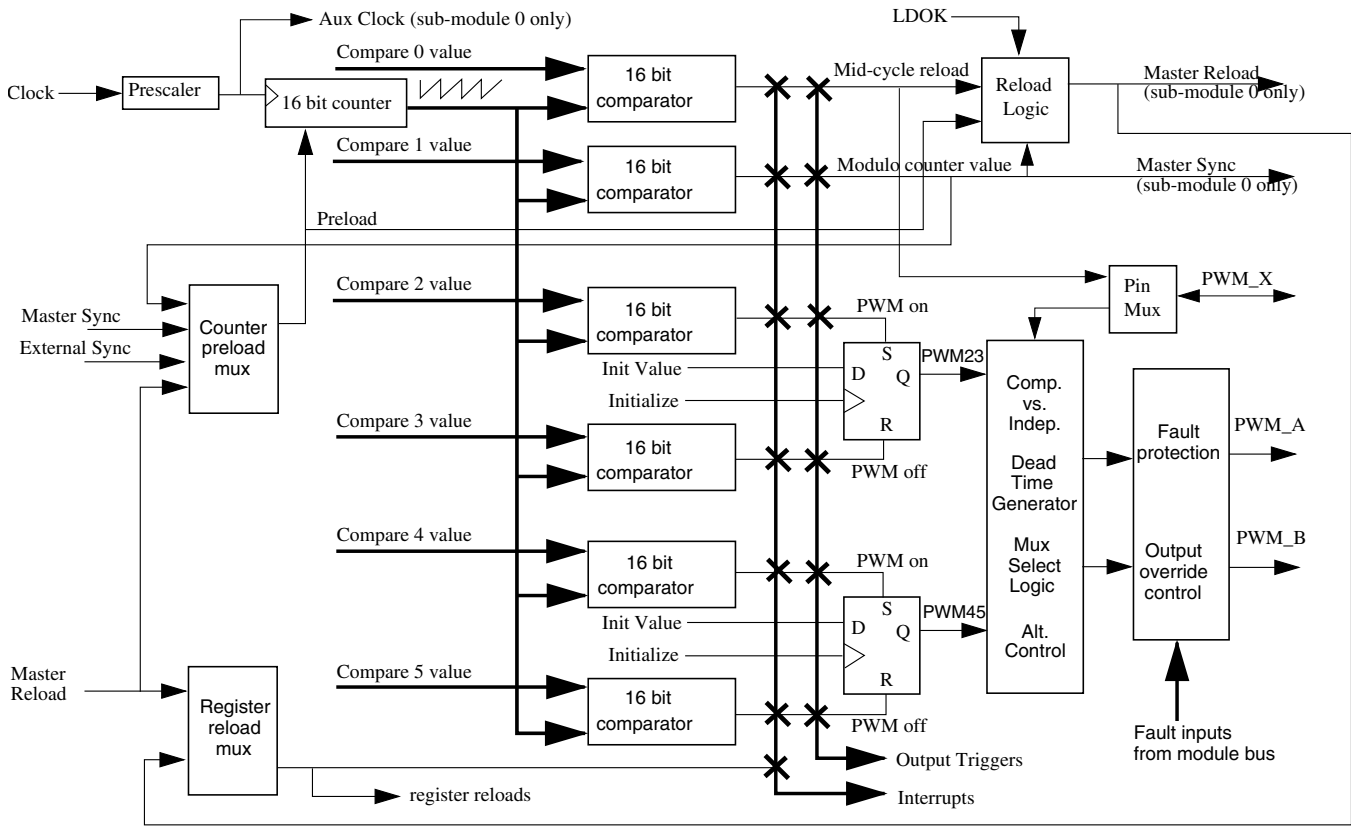 Aux Clock (sub-module 0 only)
LDOK
Compare 0 value
Clock
Prescaler
16 bit counter
16 bit
comparator
Mid-cycle reload
Reload
Logic
Master Reload
(sub-module 0 only)
Compare 1 value
16 bit
comparator
Modulo counter value
Master Sync
(sub-module 0 only)
Preload
Compare 2 value
16 bit
comparator
PWM on
Pin
Mux
PWM_X
Master Sync
External Sync
Counter
preload
mux
Init Value
Initialize
S
D
Q
R
PWM23
Compare 3 value
16 bit
comparator
PWM off
Comp.
vs.
Indep.
Dead
Time
Generator
Mux
Select
Logic
Alt.
Control
Fault
protection
Output
override
control
PWM_A
PWM_B
Compare 4 value
16 bit
comparator
PWM on
Init Value
Initialize
S
D
Q
R
PWM45
Master
Reload
Register
reload
mux
Compare 5 value
16 bit
comparator
PWM off
Fault inputs
from module bus
Output Triggers
register reloads
Interrupts